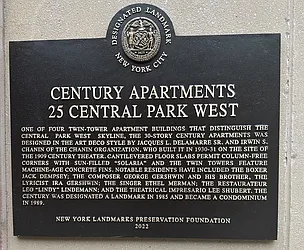 DESIGNATED LANDMARK
NEW YORK CITY
CENTURY APARTMENTS
25 CENTRAL PARK WEST
ONE OF FOUR TWIN-TOWER APARTMENT BUILDINGS THAT DISTINGUISH THE
CENTRAL PARK WEST SKYLINE, THE 30-STORY CENTURY APARTMENTS WAS
DESIGNED IN THE ART DECO STYLE BY JACQUES L. DELAMARRE SR. AND IRWIN S.
CHANIN OF THE CHANIN ORGANIZATION, WHO BUILT IT IN 1930-31 ON THE SITE OF
THE 1909 CENTURY THEATER. CANTILEVERED FLOOR SLABS PERMIT COLUMN-FREE
CORNERS WITH SUN-FILLED "SOLARIA" AND THE TWIN TOWERS FEATURE
MACHINE-AGE CONCRETE FINS. NOTABLE RESIDENTS HAVE INCLUDED THE BOXER
JACK DEMPSEY; THE COMPOSER GEORGE GERSHWIN AND HIS BROTHER, THE
LYRICIST IRA GERSHWIN; THE SINGER ETHEL MERMAN; THE RESTAURATEUR
LEO "LINDY" LINDEMANN; AND THE THEATRICAL IMPRESARIO LEE SHUBERT. THE
CENTURY WAS DESIGNATED A LANDMARK IN 1985 AND BECAME A CONDOMINIUM
IN 1989.
NEW YORK LANDMARKS PRESERVATION FOUNDATION
2022